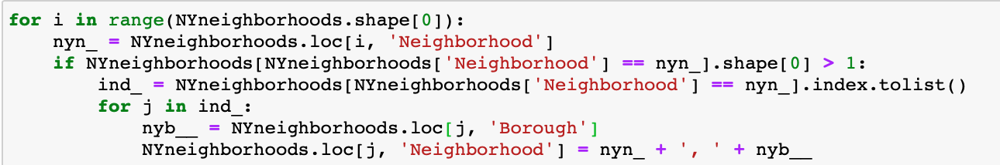 for i in range(NYneighborhoods.shape[0]):
    nyn_ = NYneighborhoods.loc[i, 'Neighborhood']
    if NYneighborhoods[NYneighborhoods['Neighborhood'] == nyn_].shape[0] > 1:
        ind_ = NYneighborhoods[NYneighborhoods['Neighborhood'] == nyn_].index.tolist()
        for j in ind_:
            nyb__ = NYneighborhoods.loc[j, 'Borough']
            NYneighborhoods.loc[j, 'Neighborhood'] = nyn_ + ', ' + nyb__